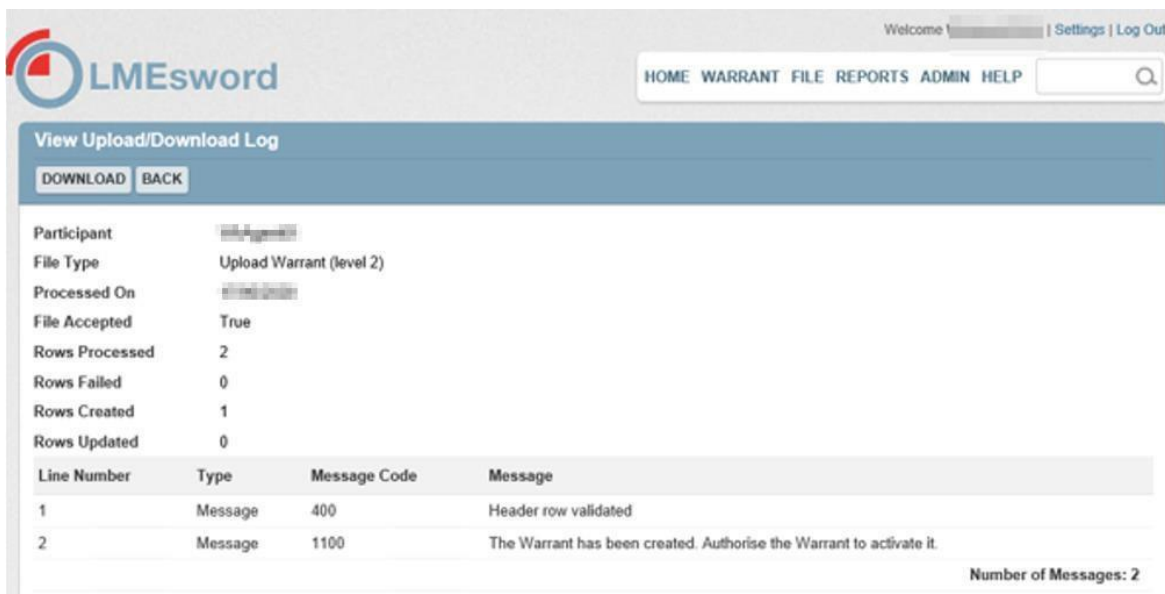 Welcome | Settings | Log Out
LMEsword
HOME WARRANT FILE REPORTS ADMIN HELP
View Upload/Download Log
DOWNLOAD BACK
Participant
File Type Upload Warrant (level 2)
Processed On
File Accepted True
Rows Processed 2
Rows Failed 0
Rows Created 1
Rows Updated 0
Line Number Type Message Code Message
1 Message 400 Header row validated
2 Message 1100 The Warrant has been created. Authorise the Warrant to activate it.
Number of Messages: 2